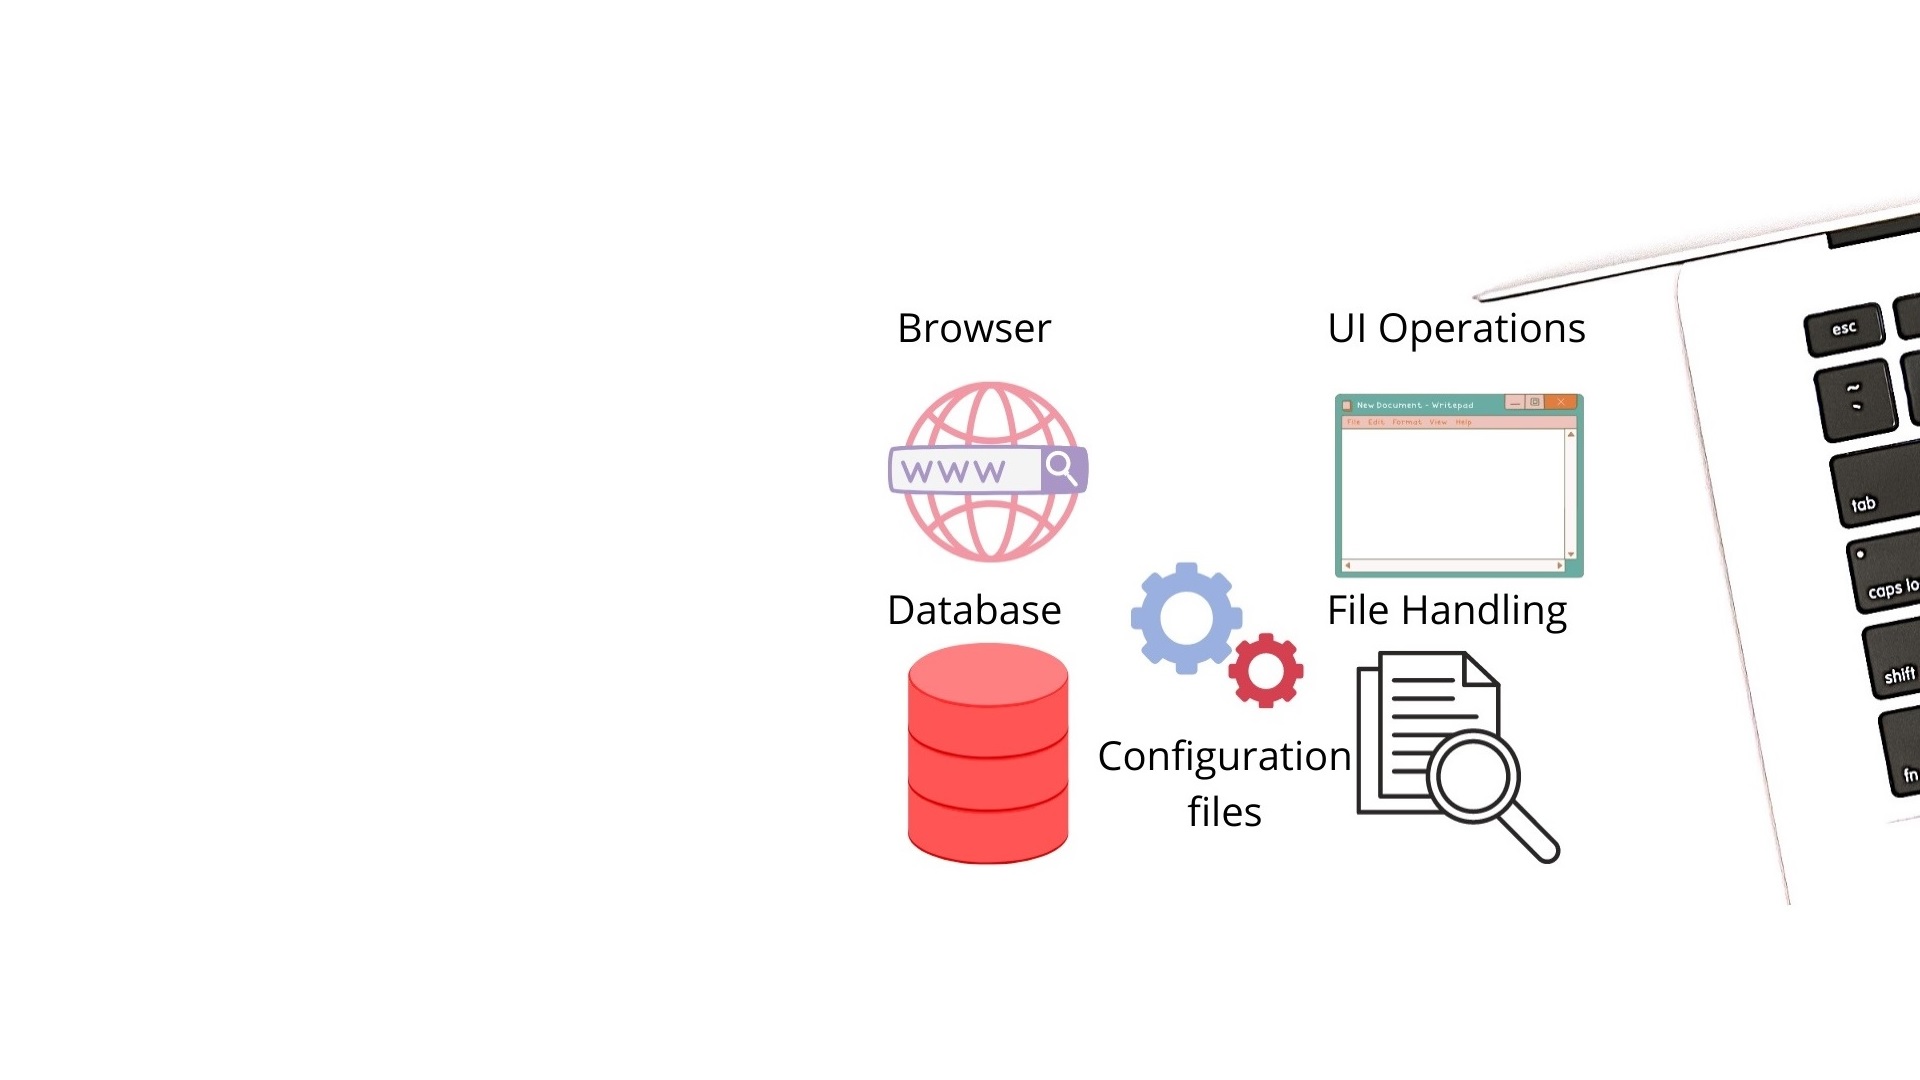 Browser
UI Operations
WWW
New Document - Writepad
File Edit Format View Help
Database
File Handling
Configuration
files
esc
~
tab
caps lo
shift
fn